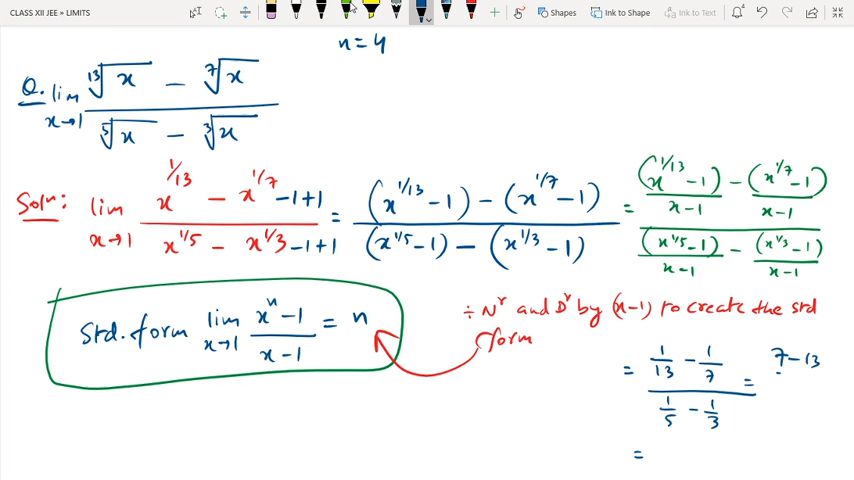 CLASS XII JEE » LIMITS
Shapes
Ink to Shape
Ink to Text
n = 4
Q. lim x→1 (¹³√x − ⁷√x) / (⁵√x − ³√x)
Solⁿ: lim x→1 (x^1/13 − x^1/7 −1+1) / (x^1/5 − x^1/3 −1+1) = ((x^1/13 −1) − (x^1/7 −1)) / ((x^1/5 −1) − (x^1/3 −1)) = ((x^1/13 −1)/(x−1) − (x^1/7 −1)/(x−1)) / ((x^1/5 −1)/(x−1) − (x^1/3 −1)/(x−1))
Std. form lim x→1 (xⁿ −1)/(x−1) = n
÷ Nʳ and Dʳ by (x−1) to create the std
form
= (1/13 − 1/7) / (1/5 − 1/3) = 7−13
=